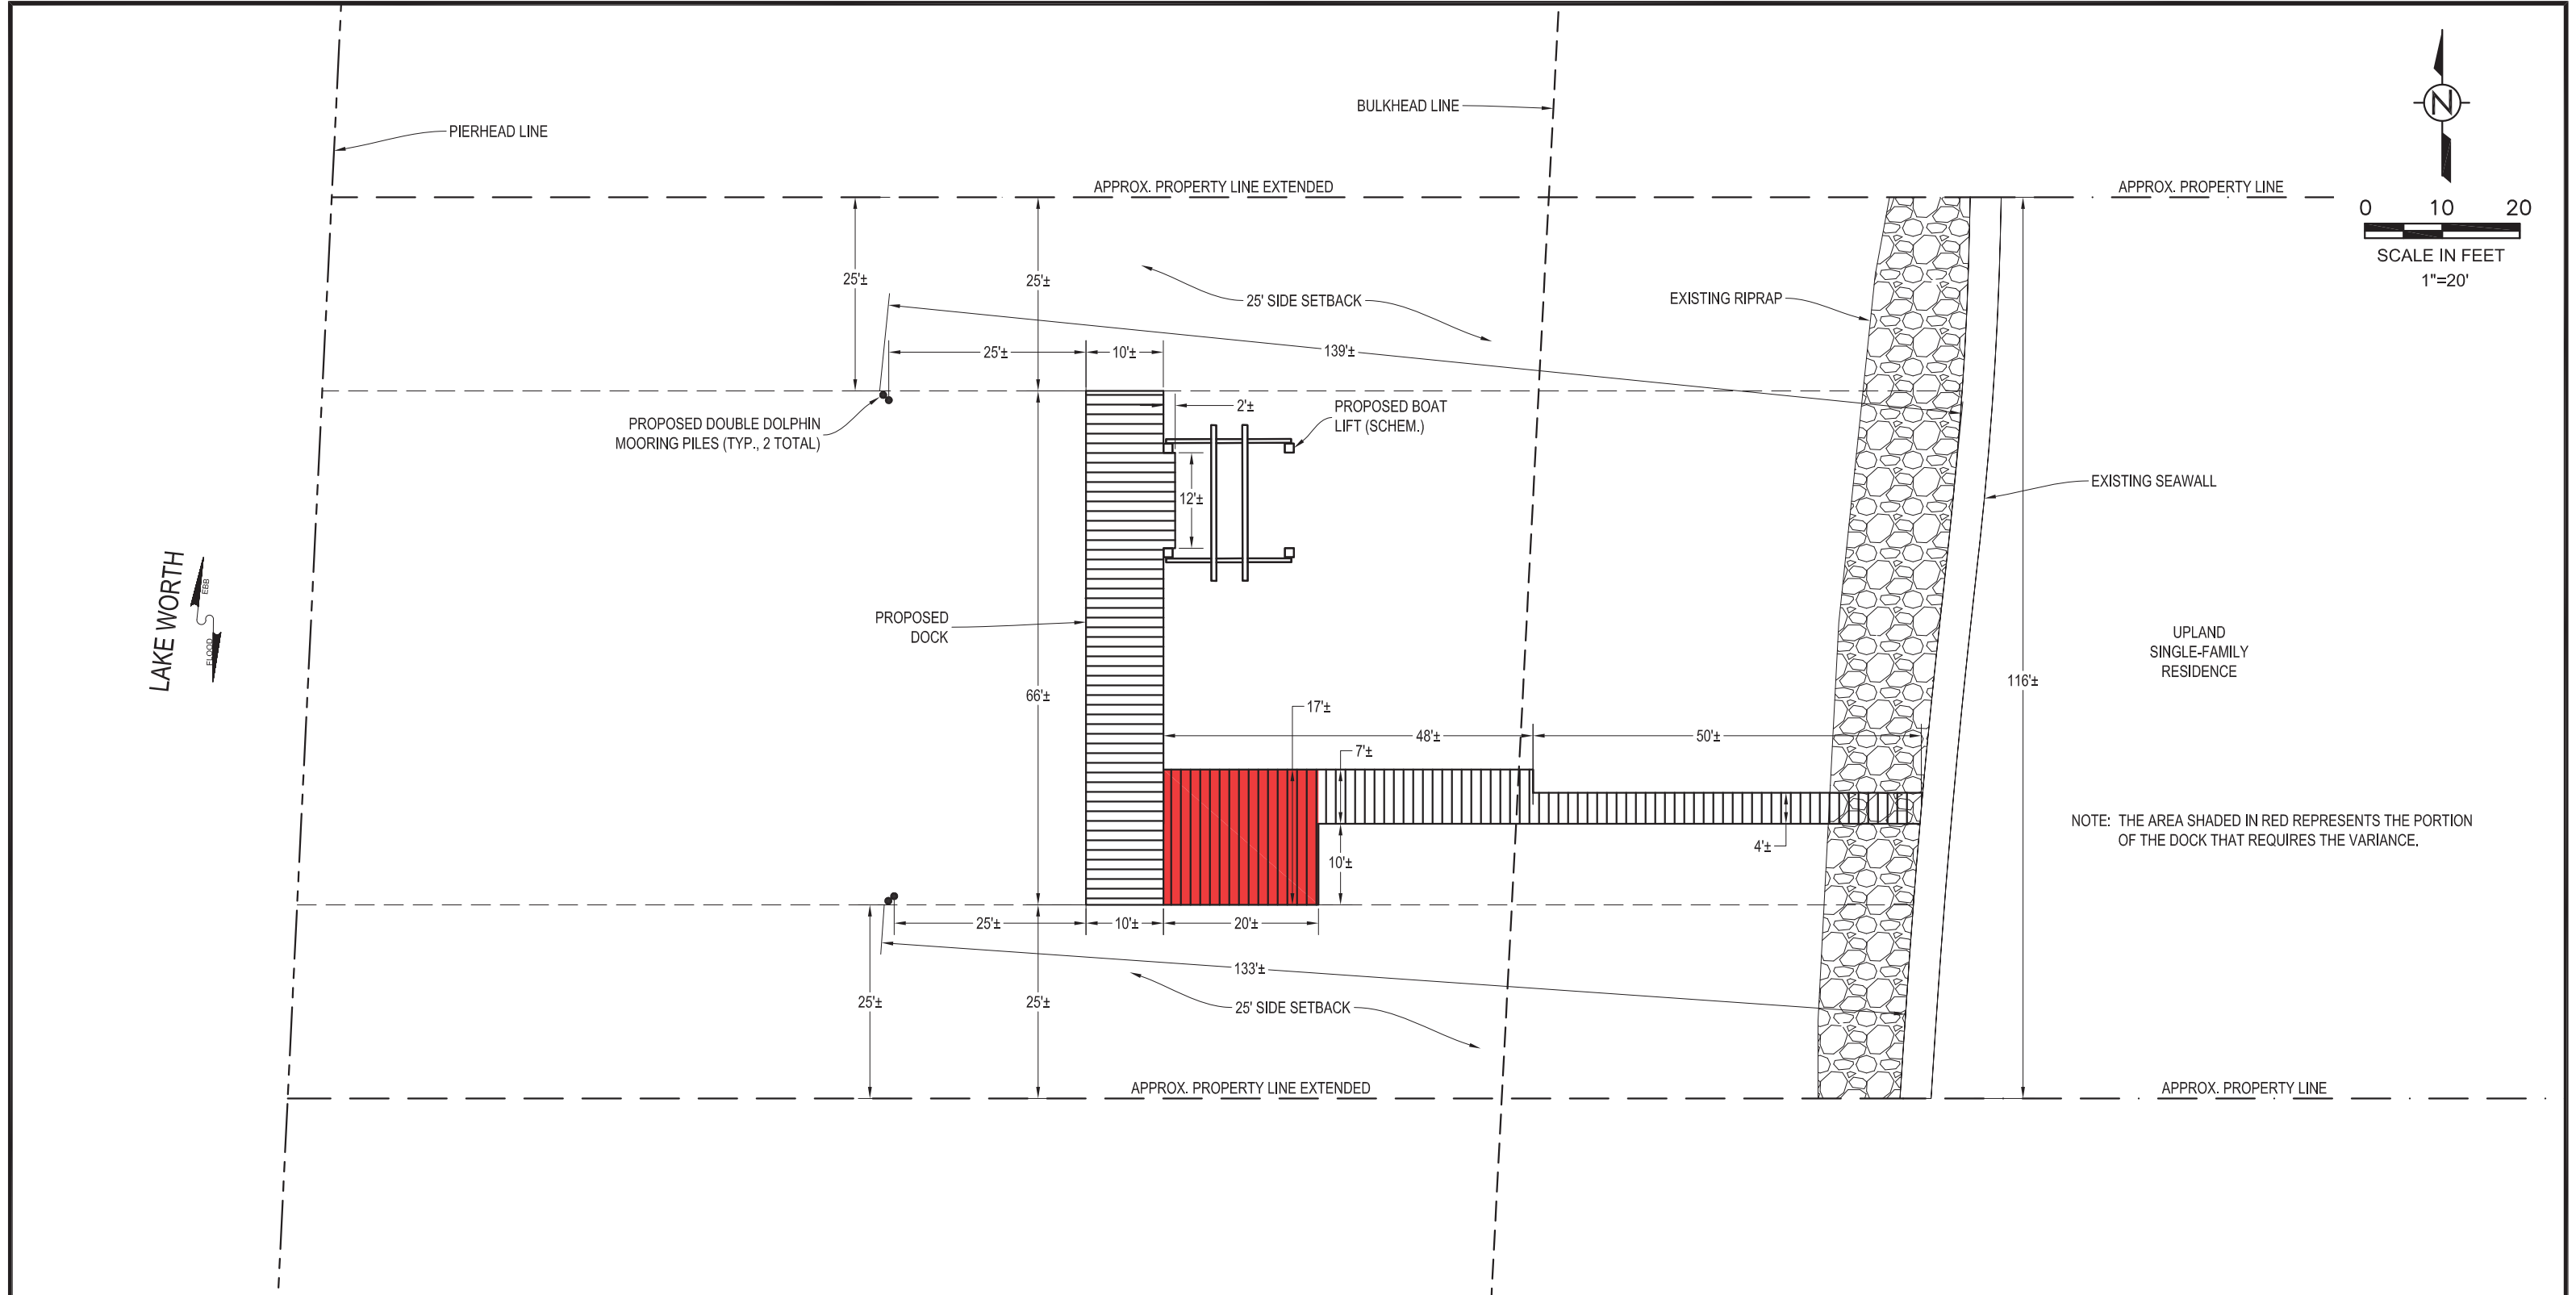 PIERHEAD LINE
BULKHEAD LINE
N
APPROX. PROPERTY LINE EXTENDED
APPROX. PROPERTY LINE
0 10 20
SCALE IN FEET
1"=20'
25'±
25'±
25' SIDE SETBACK
EXISTING RIPRAP
25'±
10'±
139'±
2'±
PROPOSED DOUBLE DOLPHIN
MOORING PILES (TYP., 2 TOTAL)
PROPOSED BOAT
LIFT (SCHEM.)
12'±
EXISTING SEAWALL
LAKE WORTH
EBB
FLOOD
PROPOSED
DOCK
UPLAND
SINGLE-FAMILY
RESIDENCE
66'±
116'±
17'±
48'±
50'±
7'±
NOTE: THE AREA SHADED IN RED REPRESENTS THE PORTION
OF THE DOCK THAT REQUIRES THE VARIANCE.
4'±
10'±
25'±
10'±
20'±
133'±
25'±
25'±
25' SIDE SETBACK
APPROX. PROPERTY LINE EXTENDED
APPROX. PROPERTY LINE